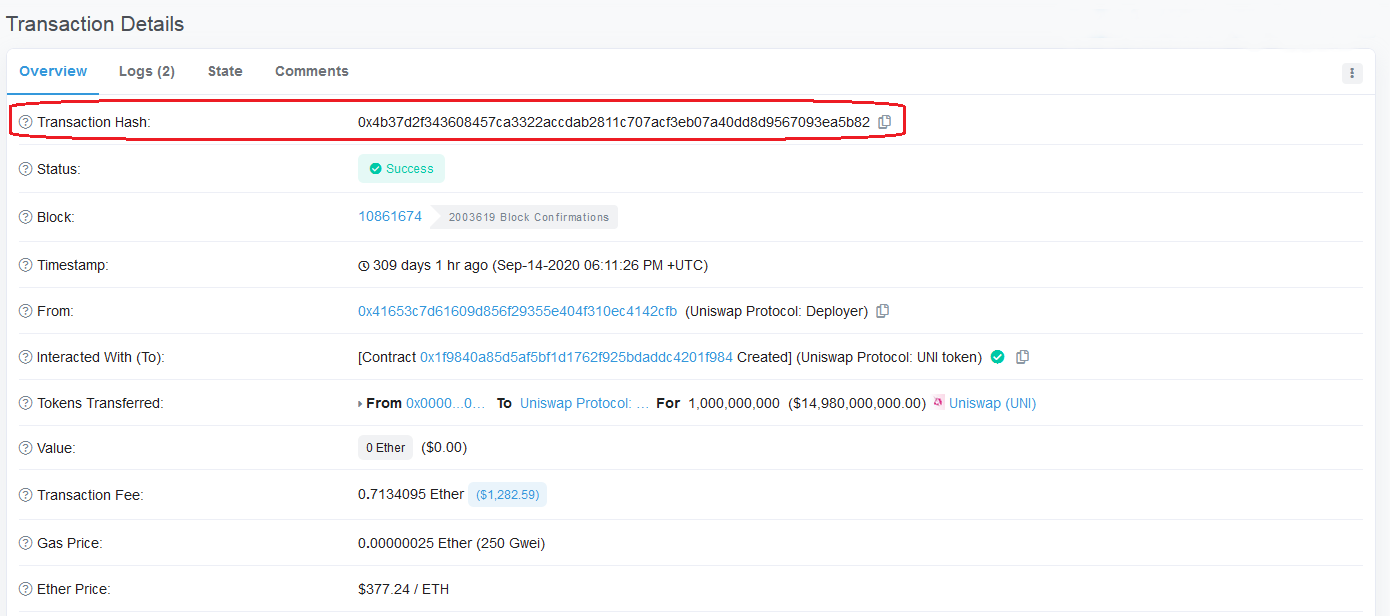 Transaction Details
Overview Logs (2) State Comments
Transaction Hash: 0x4b37d2f343608457ca3322accdab2811c707acf3eb07a40dd8d9567093ea5b82
Status: Success
Block: 10861674 2003619 Block Confirmations
Timestamp: 309 days 1 hr ago (Sep-14-2020 06:11:26 PM +UTC)
From: 0x41653c7d61609d856f29355e404f310ec4142cfb (Uniswap Protocol: Deployer)
Interacted With (To): [Contract 0x1f9840a85d5af5bf1d1762f925bdaddc4201f984 Created] (Uniswap Protocol: UNI token)
Tokens Transferred: From 0x0000...0... To Uniswap Protocol: ... For 1,000,000,000 ($14,980,000,000.00) Uniswap (UNI)
Value: 0 Ether ($0.00)
Transaction Fee: 0.7134095 Ether ($1,282.59)
Gas Price: 0.00000025 Ether (250 Gwei)
Ether Price: $377.24 / ETH